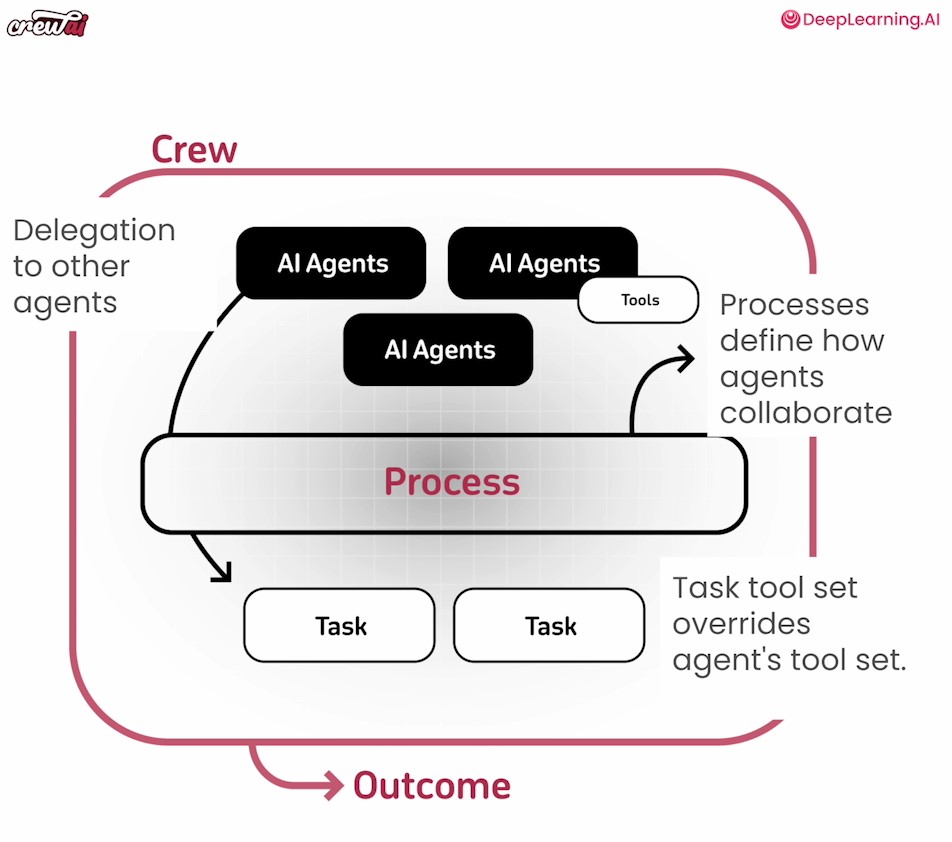 crewai
DeepLearning.AI
Crew
Delegation
to other
agents
AI Agents
AI Agents
Tools
AI Agents
Processes
define how
agents
collaborate
Process
Task
Task
Task tool set
overrides
agent's tool set.
Outcome